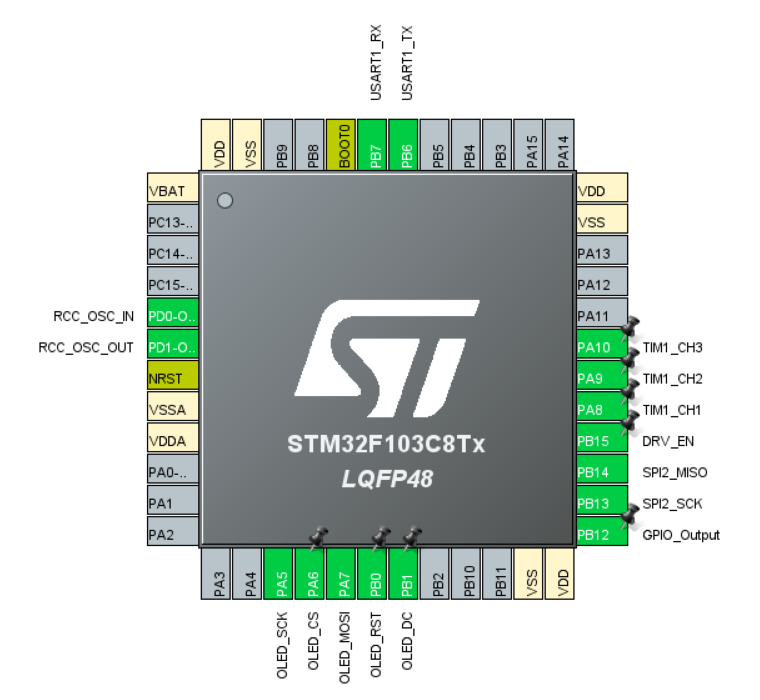 USART1_RX
USART1_TX
VDD
VSS
PB9
PB8
BOOT0
PB7
PB6
PB5
PB4
PB3
PA15
PA14
VBAT
VDD
PC13-..
VSS
PC14-..
PA13
PC15-..
PA12
RCC_OSC_IN PD0-O..
PA11
RCC_OSC_OUT PD1-O..
PA10 TIM1_CH3
NRST
PA9 TIM1_CH2
VSSA
PA8 TIM1_CH1
VDDA
PB15 DRV_EN
STM32F103C8Tx
LQFP48
PA0-..
PB14 SPI2_MISO
PA1
PB13 SPI2_SCK
PA2
PB12 GPIO_Output
PA3
PA4
PA5
PA6
PA7
PB0
PB1
PB2
PB10
PB11
VSS
VDD
OLED_SCK
OLED_CS
OLED_MOSI
OLED_RST
OLED_DC